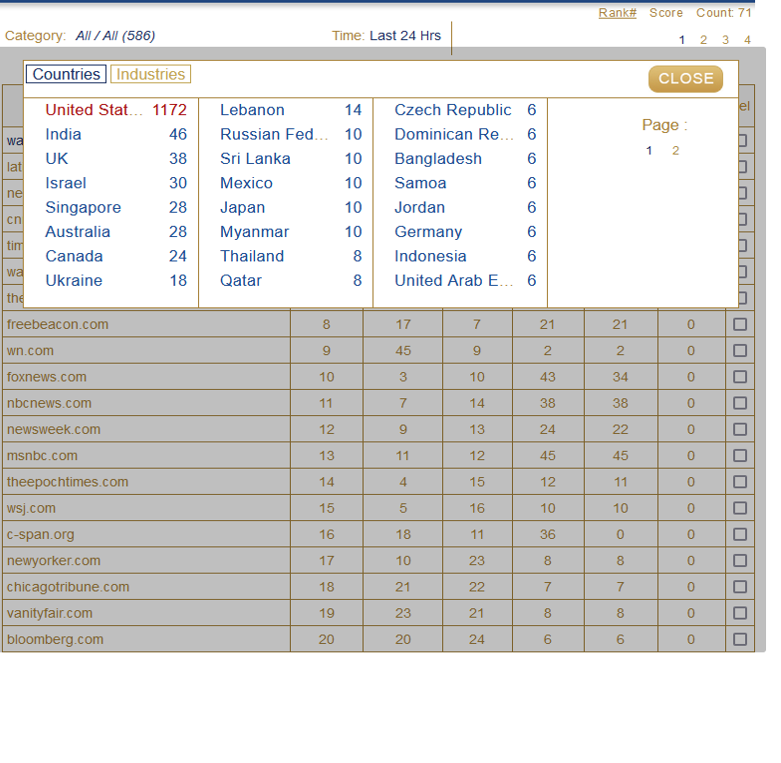 Rank# Score Count: 71
Category: All / All (586) Time: Last 24 Hrs 1 2 3 4
Countries Industries CLOSE
United Stat... 1172 Lebanon 14 Czech Republic 6
India 46 Russian Fed... 10 Dominican Re... 6 Page :
UK 38 Sri Lanka 10 Bangladesh 6 1 2
Israel 30 Mexico 10 Samoa 6
Singapore 28 Japan 10 Jordan 6
Australia 28 Myanmar 10 Germany 6
Canada 24 Thailand 8 Indonesia 6
Ukraine 18 Qatar 8 United Arab E... 6
freebeacon.com 8 17 7 21 21 0
wn.com 9 45 9 2 2 0
foxnews.com 10 3 10 43 34 0
nbcnews.com 11 7 14 38 38 0
newsweek.com 12 9 13 24 22 0
msnbc.com 13 11 12 45 45 0
theepochtimes.com 14 4 15 12 11 0
wsj.com 15 5 16 10 10 0
c-span.org 16 18 11 36 0 0
newyorker.com 17 10 23 8 8 0
chicagotribune.com 18 21 22 7 7 0
vanityfair.com 19 23 21 8 8 0
bloomberg.com 20 20 24 6 6 0